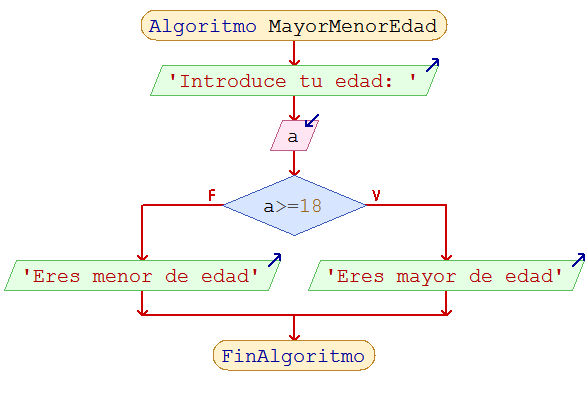 Algoritmo MayorMenorEdad
'Introduce tu edad: '
a
a>=18
F
V
'Eres menor de edad'
'Eres mayor de edad'
FinAlgoritmo